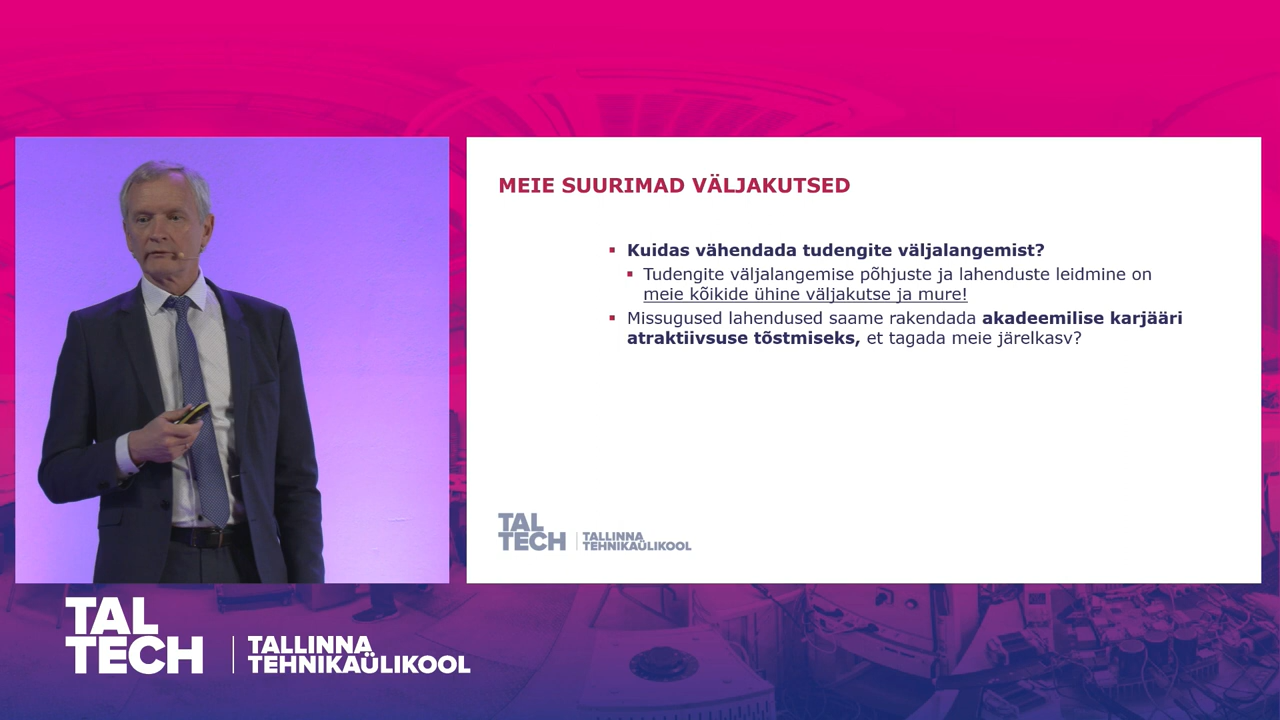 MEIE SUURIMAD VÄLJAKUTSED
Kuidas vähendada tudengite väljalangemist?
Tudengite väljalangemise põhjuste ja lahenduste leidmine on
meie kõikide ühine väljakutse ja mure!
Missugused lahendused saame rakendada akadeemilise karjääri
atraktiivsuse tõstmiseks, et tagada meie järelkasv?
TAL
TECH
TALLINNA
TEHNIKAÜLIKOOL
TAL
TECH
TALLINNA
TEHNIKAÜLIKOOL